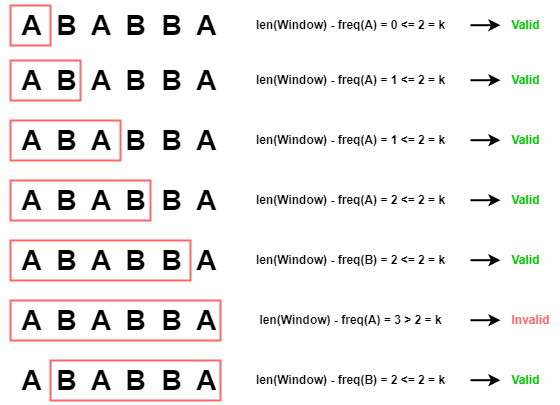 A B A B B A len(Window) - freq(A) = 0 <= 2 = k Valid
A B A B B A len(Window) - freq(A) = 1 <= 2 = k Valid
A B A B B A len(Window) - freq(A) = 1 <= 2 = k Valid
A B A B B A len(Window) - freq(A) = 2 <= 2 = k Valid
A B A B B A len(Window) - freq(B) = 2 <= 2 = k Valid
A B A B B A len(Window) - freq(A) = 3 > 2 = k Invalid
A B A B B A len(Window) - freq(B) = 2 <= 2 = k Valid